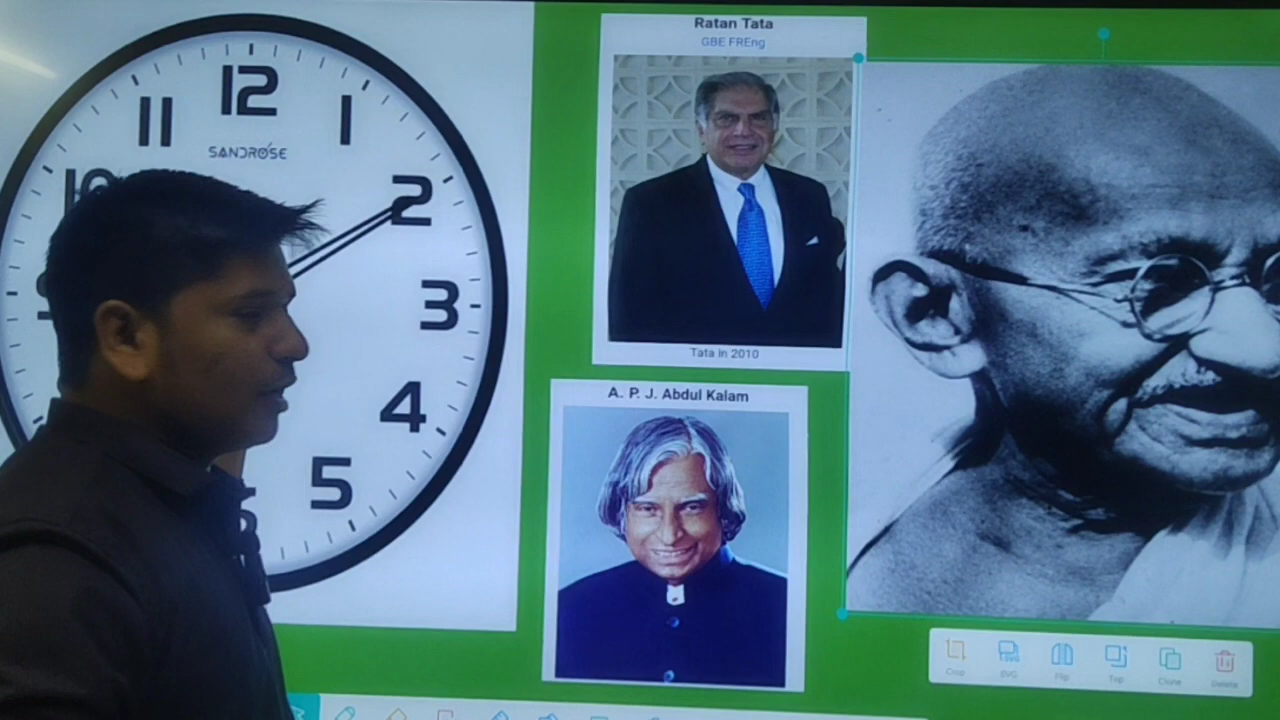 12
11
1
SANDROSE
10
2
3
4
5
Ratan Tata
GBE FREng
Tata in 2010
A. P. J. Abdul Kalam
Crop
SVG
Flip
Top
Clone
Delete